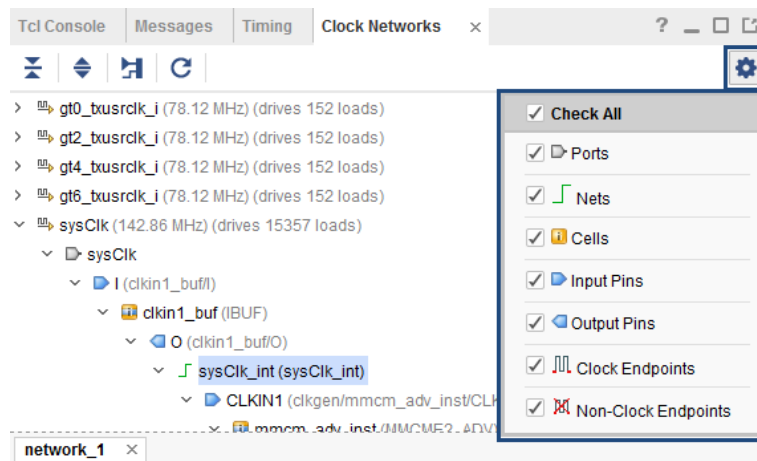 Tcl Console Messages Timing Clock Networks × ?
gt0_txusrclk_i (78.12 MHz) (drives 152 loads)
gt2_txusrclk_i (78.12 MHz) (drives 152 loads)
gt4_txusrclk_i (78.12 MHz) (drives 152 loads)
gt6_txusrclk_i (78.12 MHz) (drives 152 loads)
sysClk (142.86 MHz) (drives 15357 loads)
sysClk
I (clkin1_buf/I)
clkin1_buf (IBUF)
O (clkin1_buf/O)
sysClk_int (sysClk_int)
CLKIN1 (clkgen/mmcm_adv_inst/CLK
mmcm_adv_inst (MMCME2_ADV
Check All
Ports
Nets
Cells
Input Pins
Output Pins
Clock Endpoints
Non-Clock Endpoints
network_1 ×